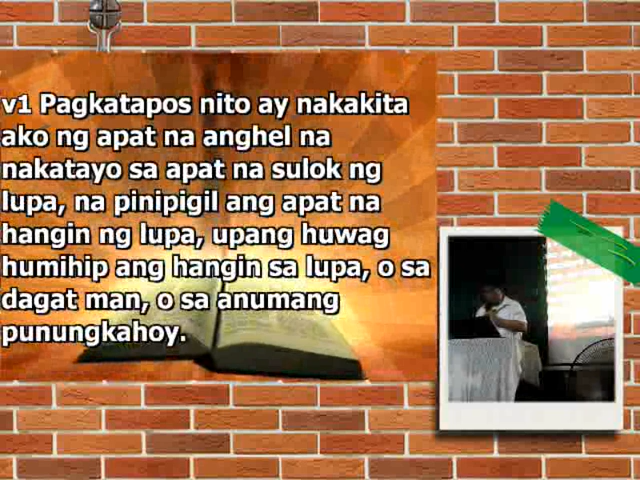 v1 Pagkatapos nito ay nakakita
ako ng apat na anghel na
nakatayo sa apat na sulok ng
lupa, na pinipigil ang apat na
hangin ng lupa, upang huwag
humihip ang hangin sa lupa, o sa
dagat man, o sa anumang
punungkahoy.